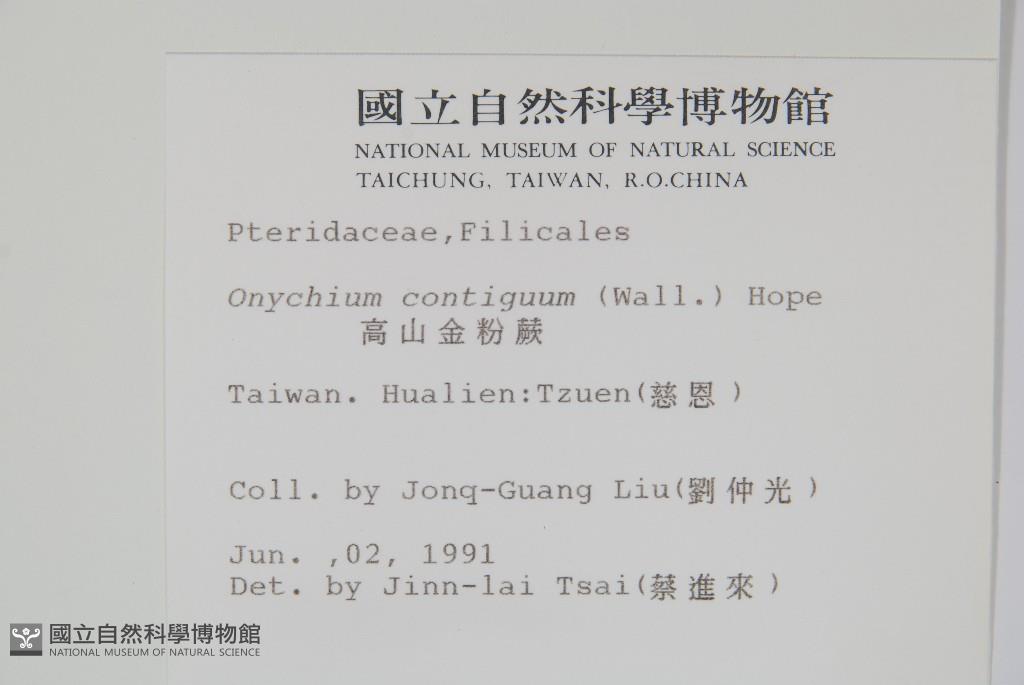 國立自然科學博物館
NATIONAL MUSEUM OF NATURAL SCIENCE
TAICHUNG, TAIWAN, R.O.CHINA
Pteridaceae,Filicales
Onychium contiguum (Wall.) Hope
高山金粉蕨
Taiwan. Hualien:Tzuen(慈恩)
Coll. by Jonq-Guang Liu(劉仲光)
Jun. ,02, 1991
Det. by Jinn-lai Tsai(蔡進來)
國立自然科學博物館
NATIONAL MUSEUM OF NATURAL SCIENCE